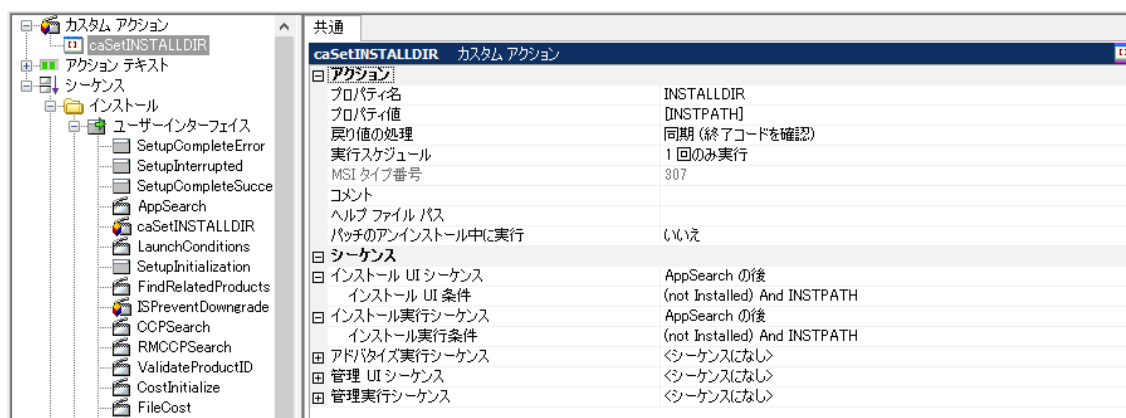 カスタム アクション
caSetINSTALLDIR
アクション テキスト
シーケンス
インストール
ユーザーインターフェイス
SetupCompleteError
SetupInterrupted
SetupCompleteSucce
AppSearch
caSetINSTALLDIR
LaunchConditions
SetupInitialization
FindRelatedProducts
ISPreventDowngrade
CCPSearch
RMCCPSearch
ValidateProductID
CostInitialize
FileCost
共通
caSetINSTALLDIR カスタム アクション
アクション
プロパティ名 INSTALLDIR
プロパティ値 [INSTPATH]
戻り値の処理 同期 (終了コードを確認)
実行スケジュール 1 回のみ実行
MSI タイプ番号 307
コメント
ヘルプ ファイル パス
パッチのアンインストール中に実行 いいえ
シーケンス
インストール UI シーケンス AppSearch の後
インストール UI 条件 (not Installed) And INSTPATH
インストール実行シーケンス AppSearch の後
インストール実行条件 (not Installed) And INSTPATH
アドバタイズ実行シーケンス <シーケンスになし>
管理 UI シーケンス <シーケンスになし>
管理実行シーケンス <シーケンスになし>